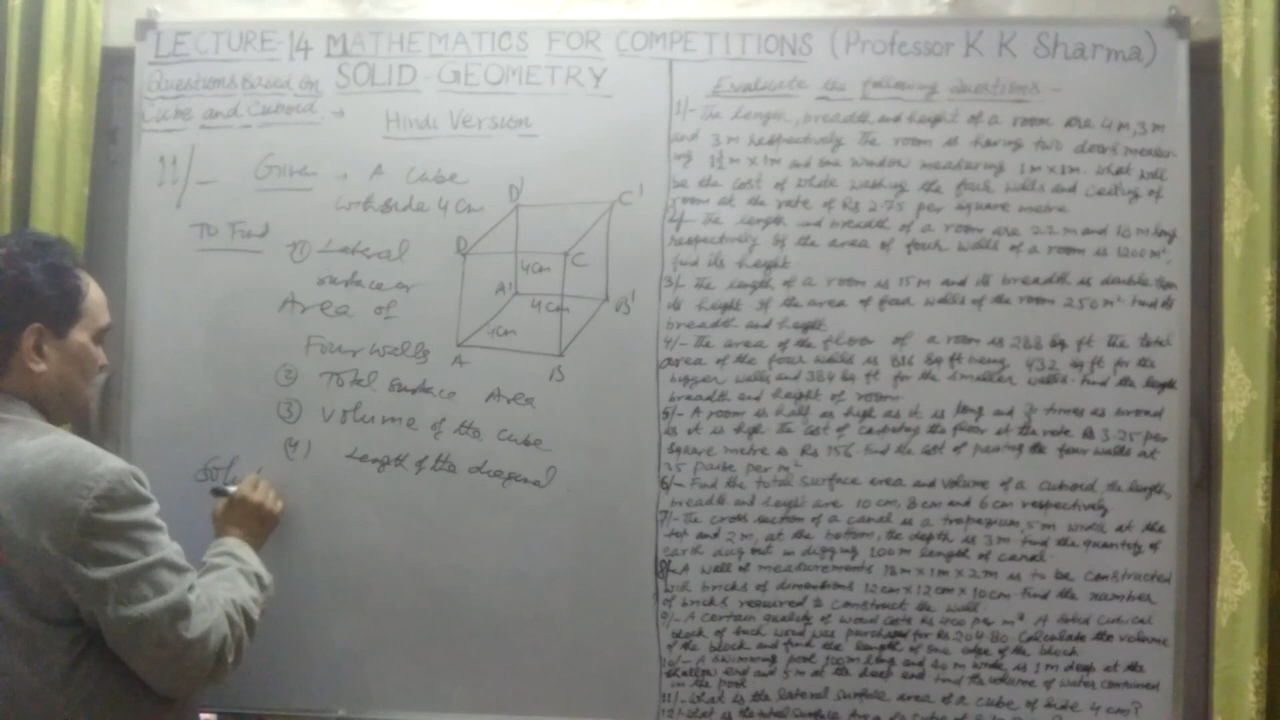 LECTURE-14 MATHEMATICS FOR COMPETITIONS (Professor K K Sharma)
SOLID-GEOMETRY
Questions Based on
Cube and Cuboid. →
Hindi Version
11/- Given → A cube
with side 4 cm
To Find
① Lateral
surface or
Area of
Four walls
② Total surface Area
③ Volume of the cube
(4) Length of the diagonal
Solu
D' C'
D C
4cm
A' B'
4cm
4cm
A B
Evaluate the following Questions -
1/- The length, breadth and height of a room are 4 m, 3 m
and 3 m respectively. The room is having two doors measur-
ing 1½ m x 1m and one window measuring 1m x 1m. What will
be the cost of white washing the four walls and ceiling of
room at the rate of Rs 2.75 per square metre
2/- The length and breadth of a room are 22 m and 18 m long
respectively if the area of four walls of a room is 1200 m².
find its height.
3/- The length of a room is 15 m and its breadth is double than
its height if the area of four walls of the room 250 m². Find its
breadth and height
4/- The area of the floor of a room is 288 sq ft the total
area of the four walls is 816 sq ft being 432 sq ft for the
bigger walls and 384 sq ft for the smaller walls. Find the length
breadth and height of room
5/- A room is half as high as it is long and times as broad
as it is high the cost of carpeting the floor at the rate Rs 3.25 per
square metre is Rs 156 find the cost of painting the four walls at
75 paise per m²
6/- Find the total surface area and volume of a cuboid, the length,
breadth and height are 10 cm, 8 cm and 6 cm respectively
7/- The cross section of a canal is a trapezium, 5 m wide at the
top and 2 m, at the bottom, the depth is 3 m find the quantity of
earth dug out in digging 100 m length of canal.
8/- A wall of measurements 18m x 1m x 2m is to be constructed
with bricks of dimentions 12cm x 12cm x 10cm. Find the number
of bricks required to construct the wall
9/- A certain quality of wood costs Rs 400 per m³. A solid cubical
block of such wood was purchased for Rs. 204.80. Calculate the volume
of the block and find the length of one edge of the block
10/- A swimming pool 100m long and 40 m wide is 1 m deep at the
shallow end and 5 m at the deep end find the volume of water contained
in the pool
11/- What is the lateral surface area of a cube of side 4 cm?
12/- What is the total surface Area of a cube of